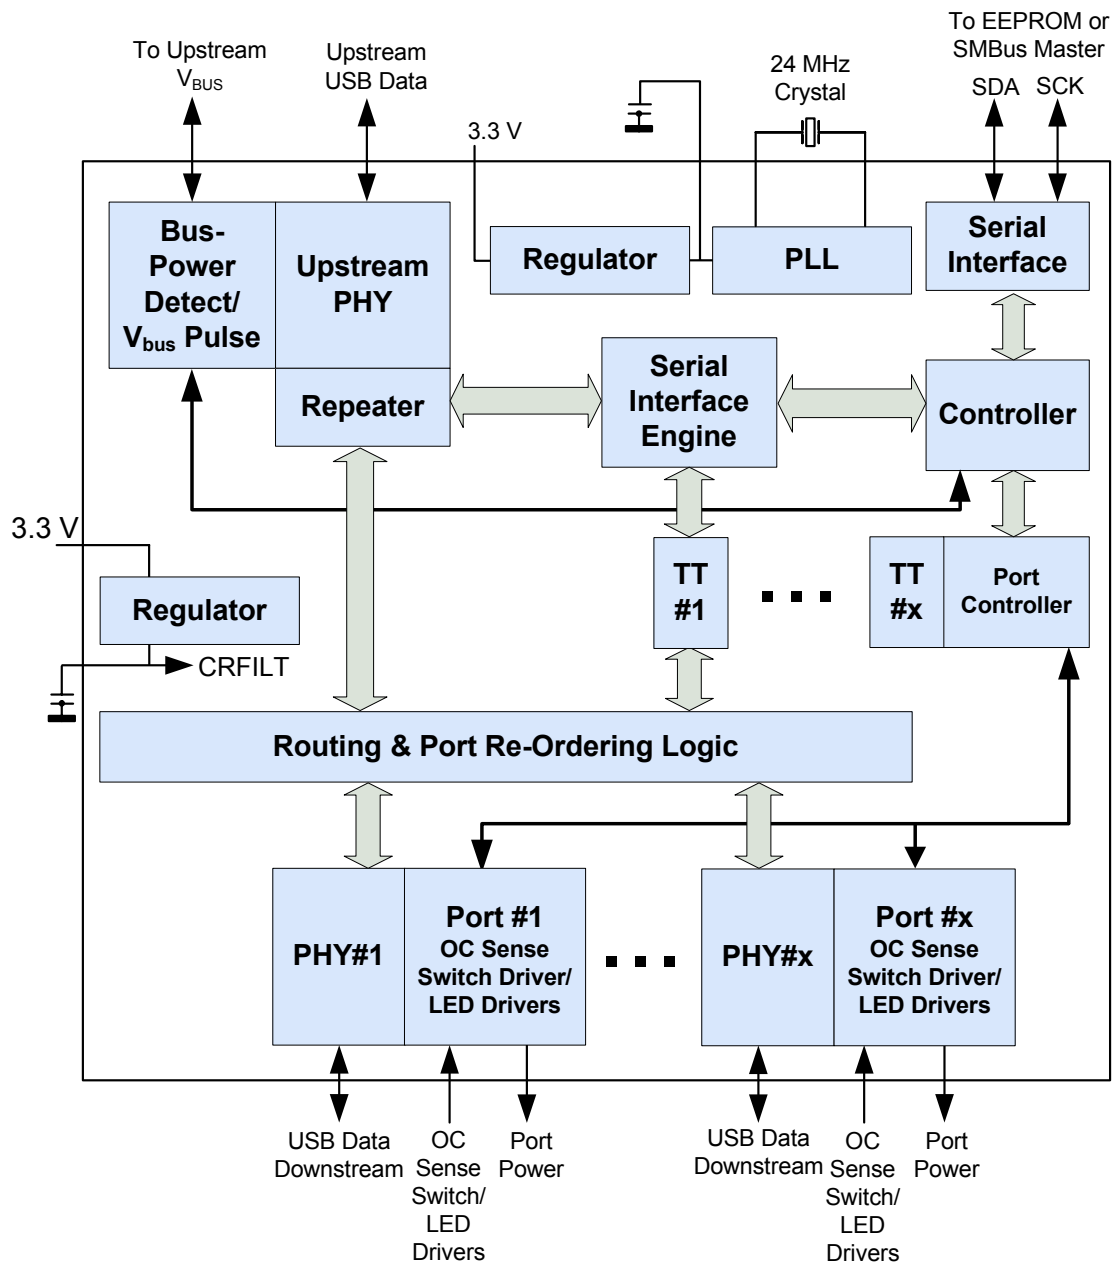 To Upstream
VBUS
Upstream
USB Data
3.3 V
24 MHz
Crystal
To EEPROM or
SMBus Master
SDA
SCK
Bus-
Power
Detect/
Vbus Pulse
Upstream
PHY
Regulator
PLL
Serial
Interface
Repeater
Serial
Interface
Engine
Controller
3.3 V
Regulator
CRFILT
TT
#1
TT
#x
Port
Controller
Routing & Port Re-Ordering Logic
PHY#1
Port #1
OC Sense
Switch Driver/
LED Drivers
PHY#x
Port #x
OC Sense
Switch Driver/
LED Drivers
USB Data
Downstream
OC
Sense
Switch/
LED
Drivers
Port
Power
USB Data
Downstream
OC
Sense
Switch/
LED
Drivers
Port
Power